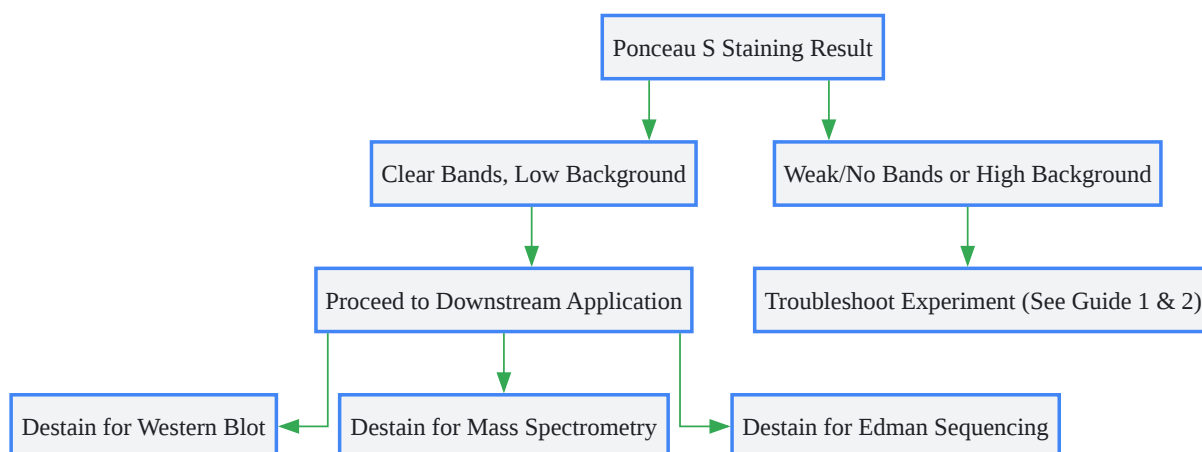 Ponceau S Staining Result
Clear Bands, Low Background
Weak/No Bands or High Background
Proceed to Downstream Application
Troubleshoot Experiment (See Guide 1 & 2)
Destain for Western Blot
Destain for Mass Spectrometry
Destain for Edman Sequencing